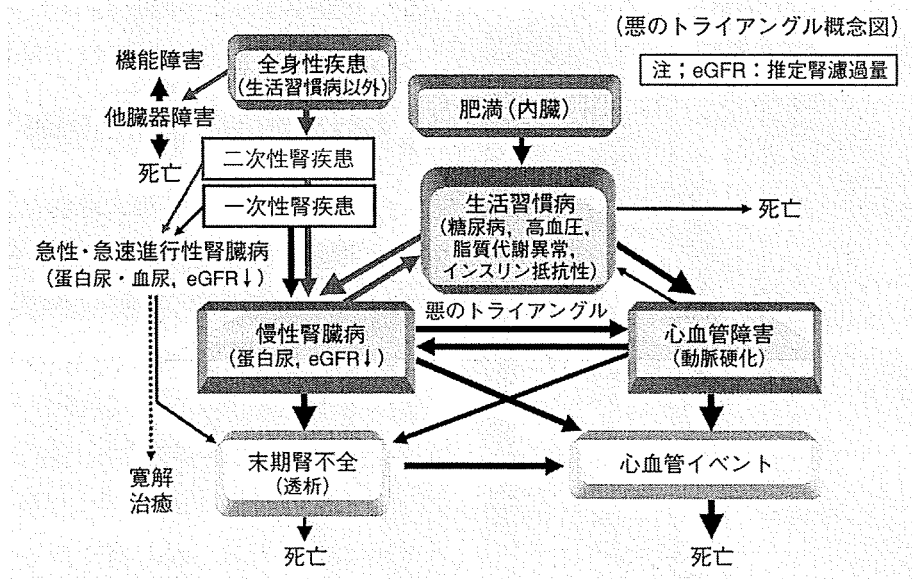 (悪のトライアングル概念図)
注；eGFR：推定腎濾過量
機能障害
全身性疾患
(生活習慣病以外)
他臓器障害
死亡
肥満(内臓)
二次性腎疾患
一次性腎疾患
生活習慣病
(糖尿病，高血圧，
脂質代謝異常，
インスリン抵抗性)
死亡
急性・急速進行性腎臓病
(蛋白尿・血尿，eGFR↓)
悪のトライアングル
慢性腎臓病
(蛋白尿，eGFR↓)
心血管障害
(動脈硬化)
末期腎不全
(透析)
心血管イベント
寛解
治癒
死亡
死亡